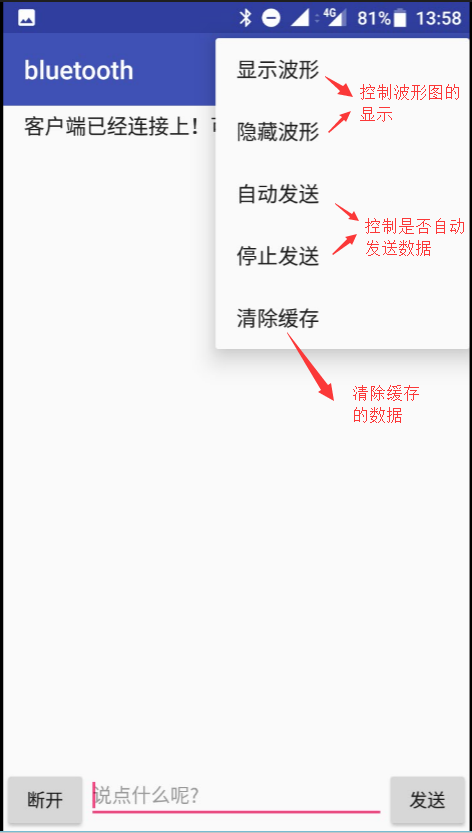 4G 81% 13:58
bluetooth
客户端已经连接上！
显示波形
隐藏波形
自动发送
停止发送
清除缓存
控制波形图的
显示
控制是否自动
发送数据
清除缓存
的数据
断开
说点什么呢?
发送